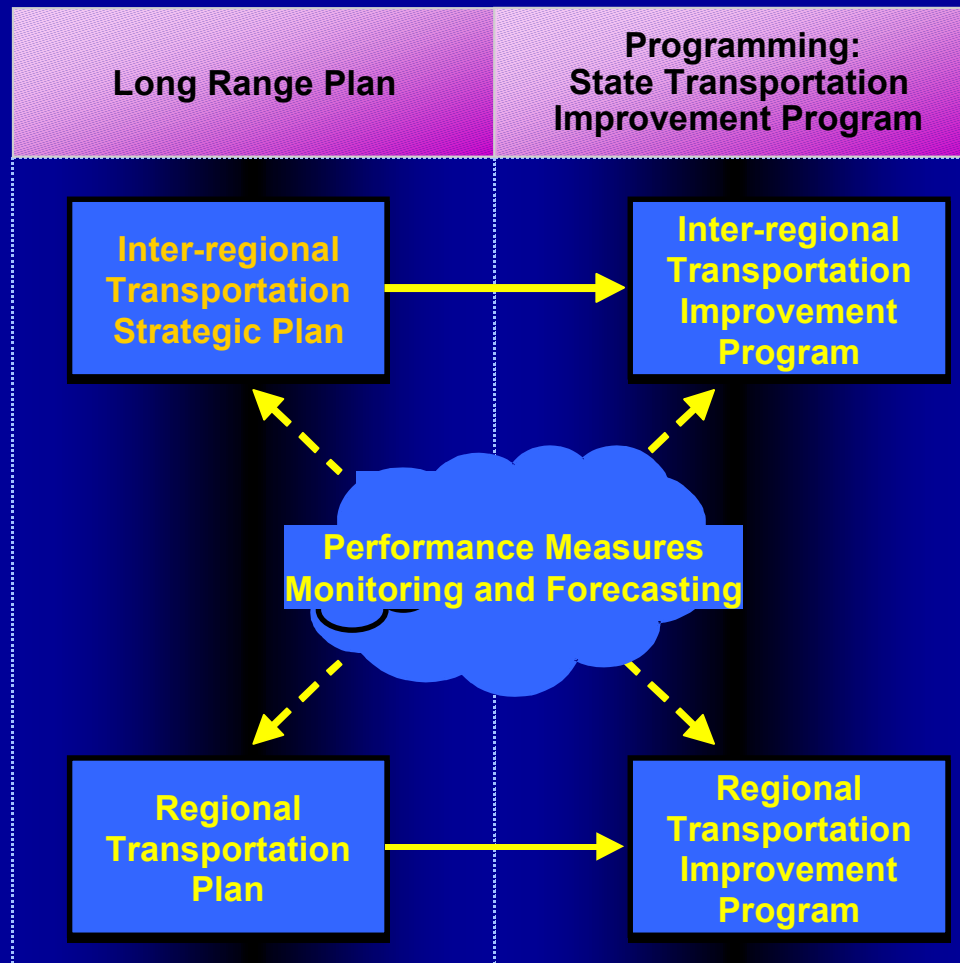 Long Range Plan
Programming:
State Transportation
Improvement Program
Inter-regional
Transportation
Strategic Plan
Inter-regional
Transportation
Improvement
Program
Performance Measures
Monitoring and Forecasting
Regional
Transportation
Plan
Regional
Transportation
Improvement
Program